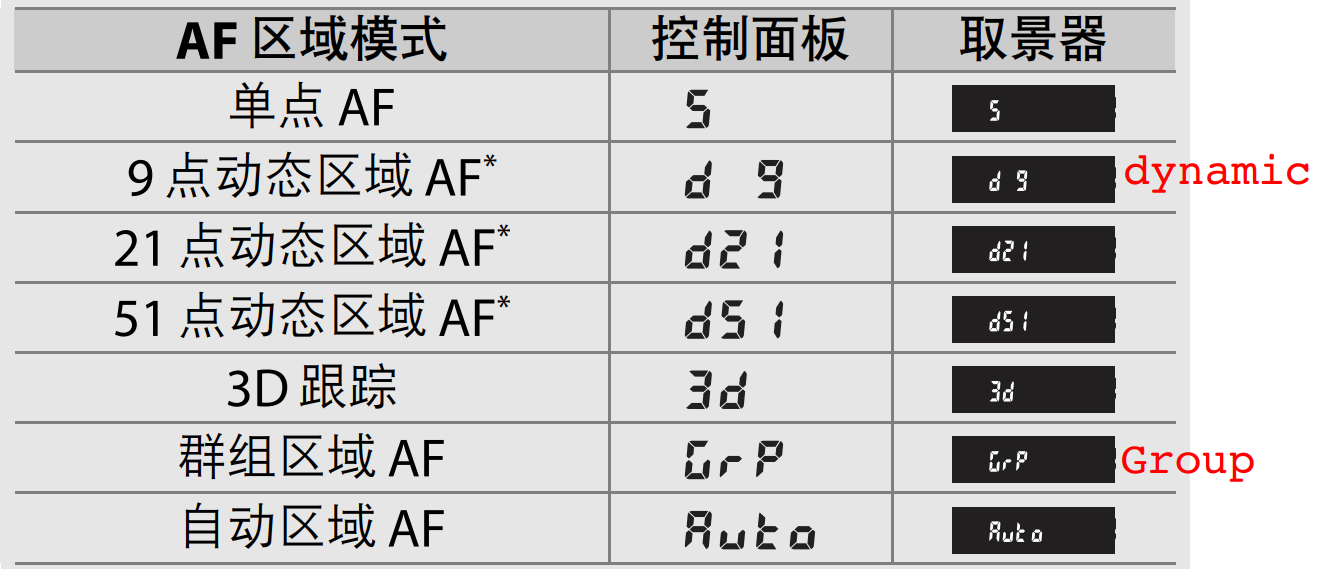 AF 区域模式 控制面板 取景器
单点 AF S S
9 点动态区域 AF* d 9 d 9 dynamic
21 点动态区域 AF* d21 d21
51 点动态区域 AF* d51 d51
3D 跟踪 3d 3d
群组区域 AF GrP GrP Group
自动区域 AF Auto Auto